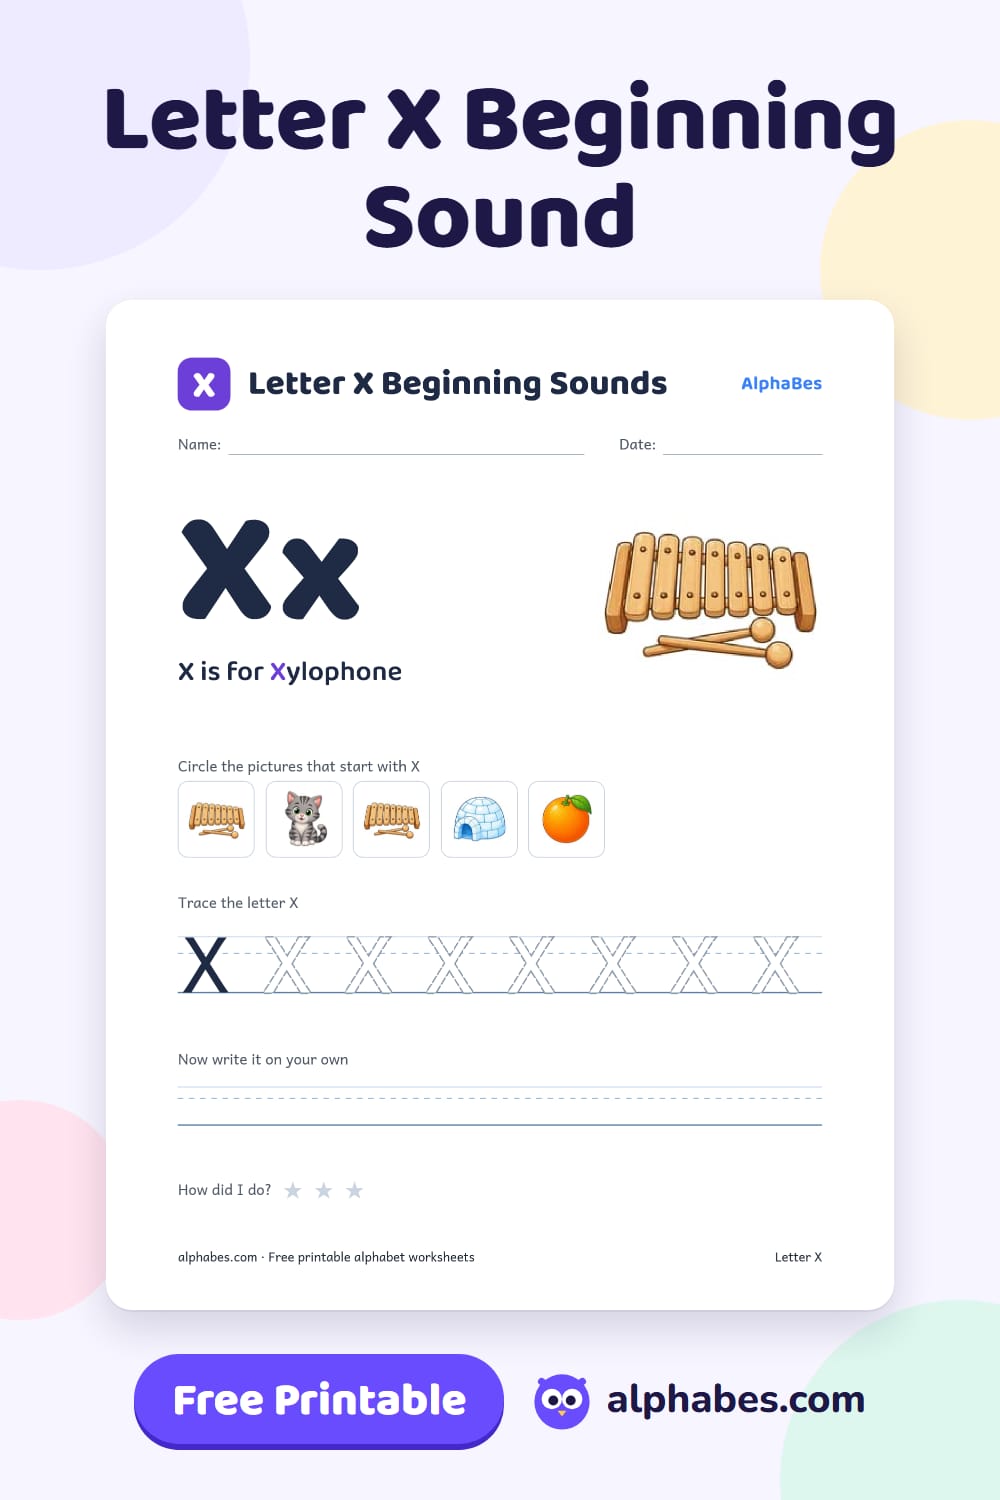 Letter X Beginning
Sound
X
Letter X Beginning Sounds
AlphaBes
Name:
Date:
Xx
X is for Xylophone
Circle the pictures that start with X
Trace the letter X
X X X X X X X X
Now write it on your own
How did I do?
alphabes.com · Free printable alphabet worksheets
Letter X
Free Printable
alphabes.com